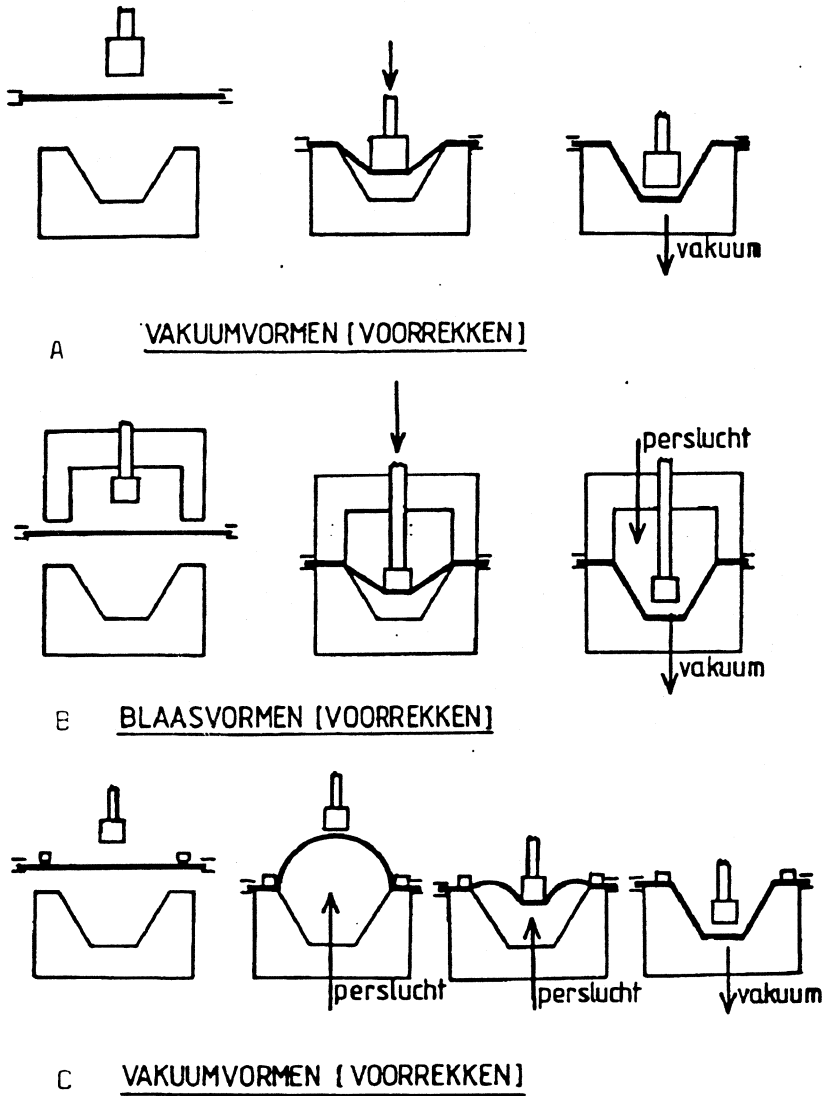 vakuum
A VAKUUMVORMEN [VOORREKKEN]
perslucht
vakuum
B BLAASVORMEN [VOORREKKEN]
perslucht perslucht vakuum
C VAKUUMVORMEN [VOORREKKEN]